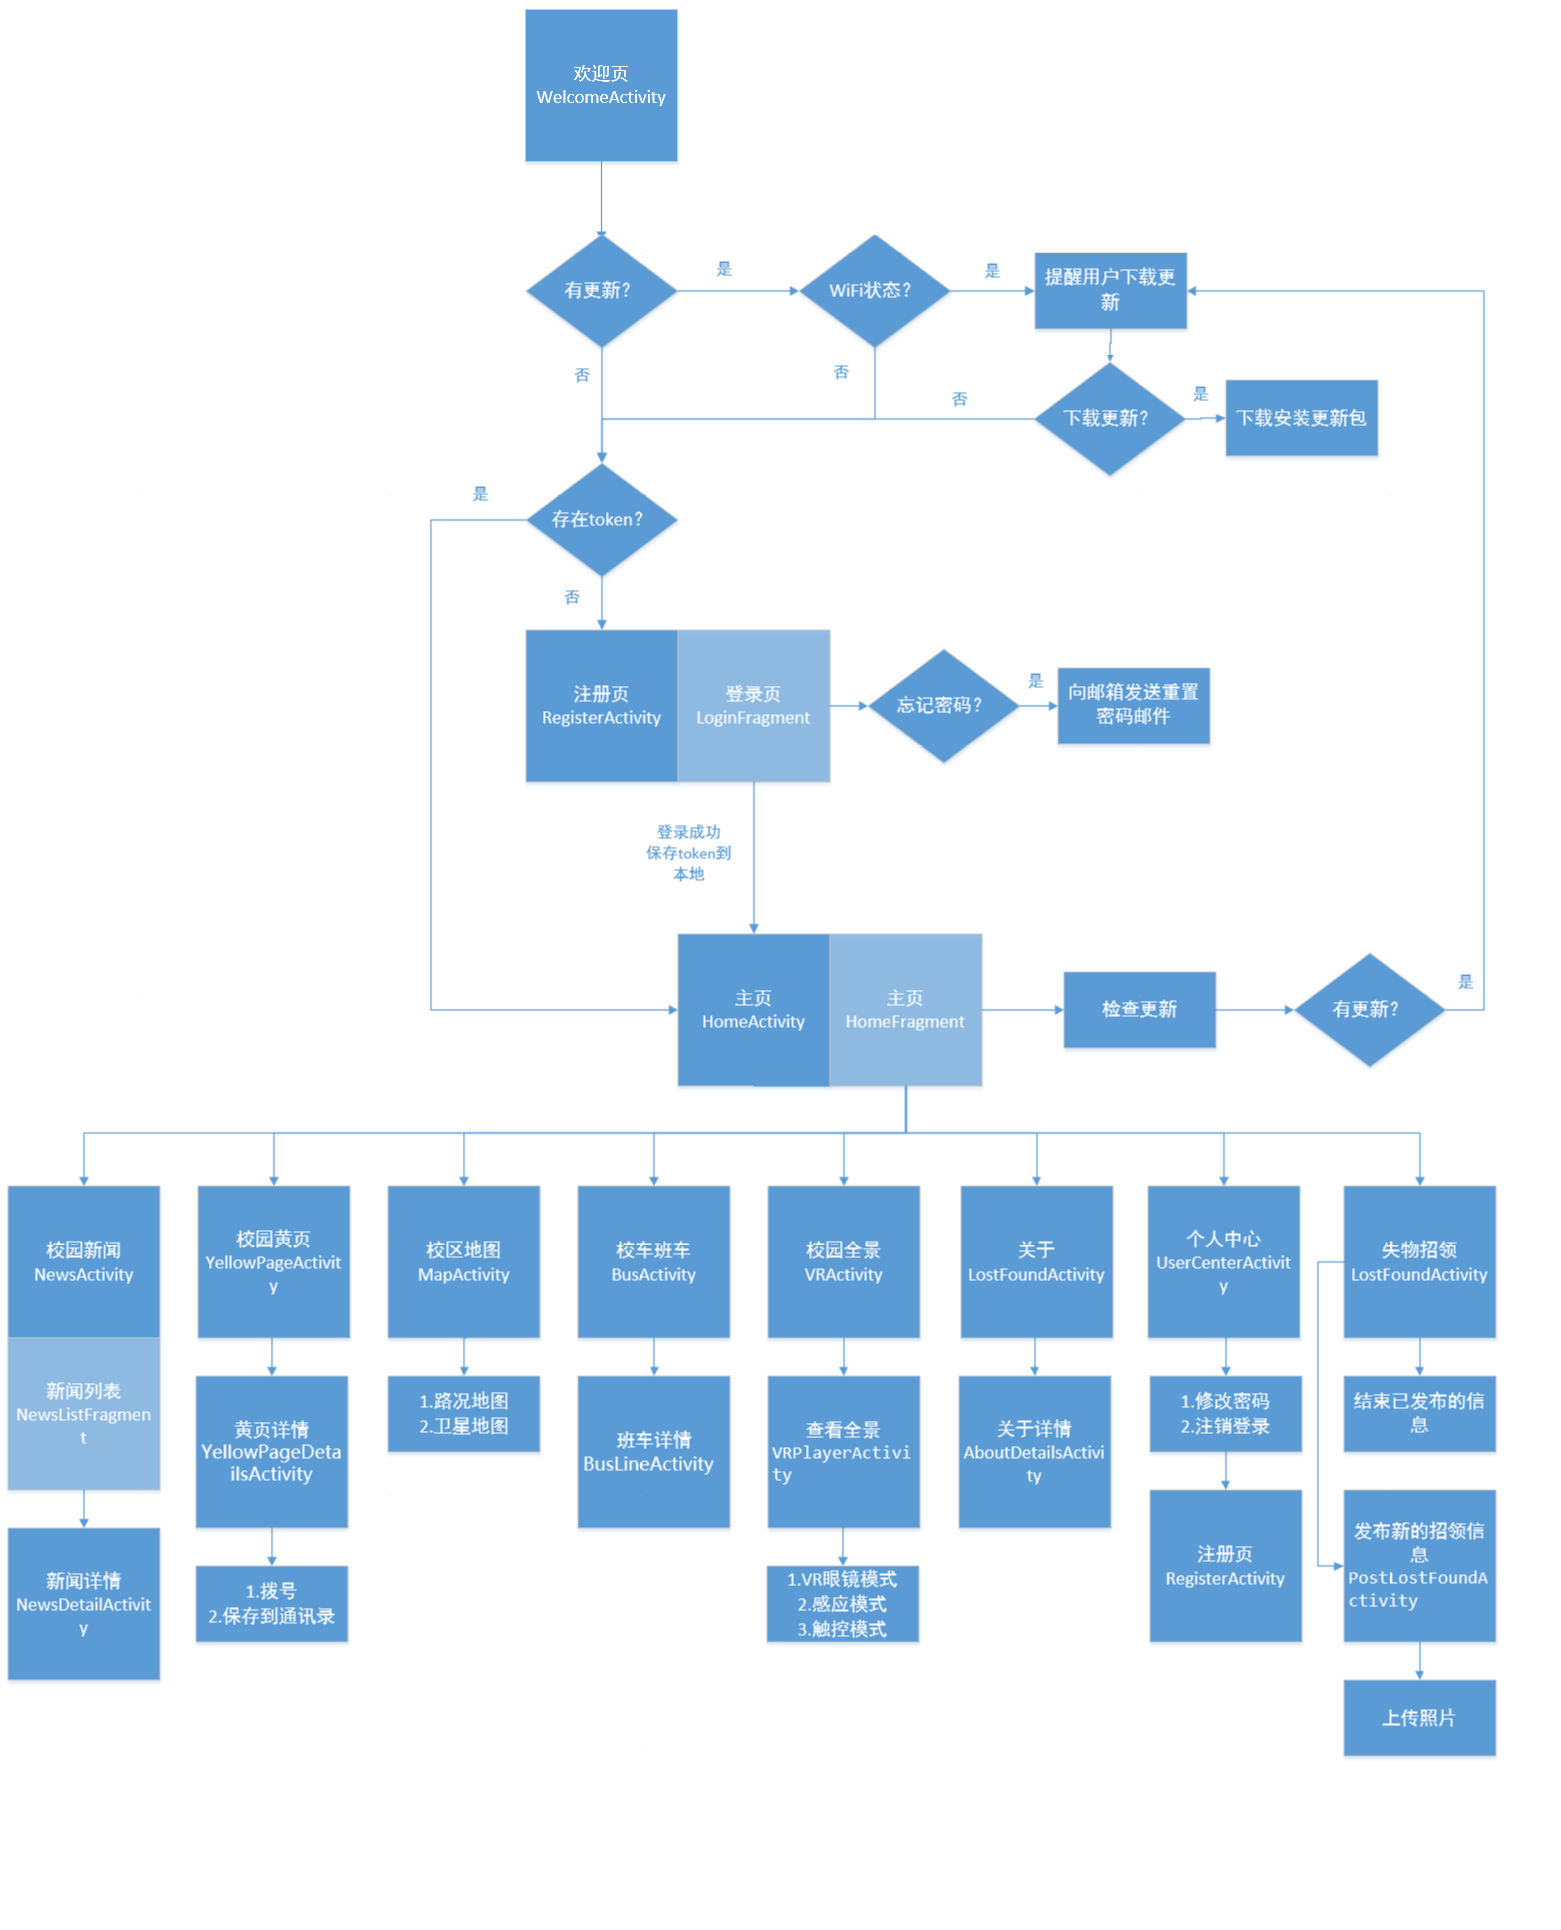 欢迎页
WelcomeActivity
有更新?
是
WiFi状态?
是
提醒用户下载更
新
否
否
否
下载更新?
是
下载安装更新包
是
存在token?
否
注册页
RegisterActivity
登录页
LoginFragment
忘记密码?
是
向邮箱发送重置
密码邮件
登录成功
保存token到
本地
主页
HomeActivity
主页
HomeFragment
检查更新
有更新?
是
校园新闻
NewsActivity
校园黄页
YellowPageActivit
y
校区地图
MapActivity
校车班车
BusActivity
校园全景
VRActivity
关于
LostFoundActivity
个人中心
UserCenterActivit
y
失物招领
LostFoundActivity
新闻列表
NewsListFragmen
t
黄页详情
YellowPageDeta
ilsActivity
1.路况地图
2.卫星地图
班车详情
BusLineActivity
查看全景
VRPlayerActivi
ty
关于详情
AboutDetailsActivi
ty
1.修改密码
2.注销登录
结束已发布的信
息
新闻详情
NewsDetailActivit
y
1.拨号
2.保存到通讯录
1.VR眼镜模式
2.感应模式
3.触控模式
注册页
RegisterActivity
发布新的招领信
息
PostLostFoundA
ctivity
上传照片